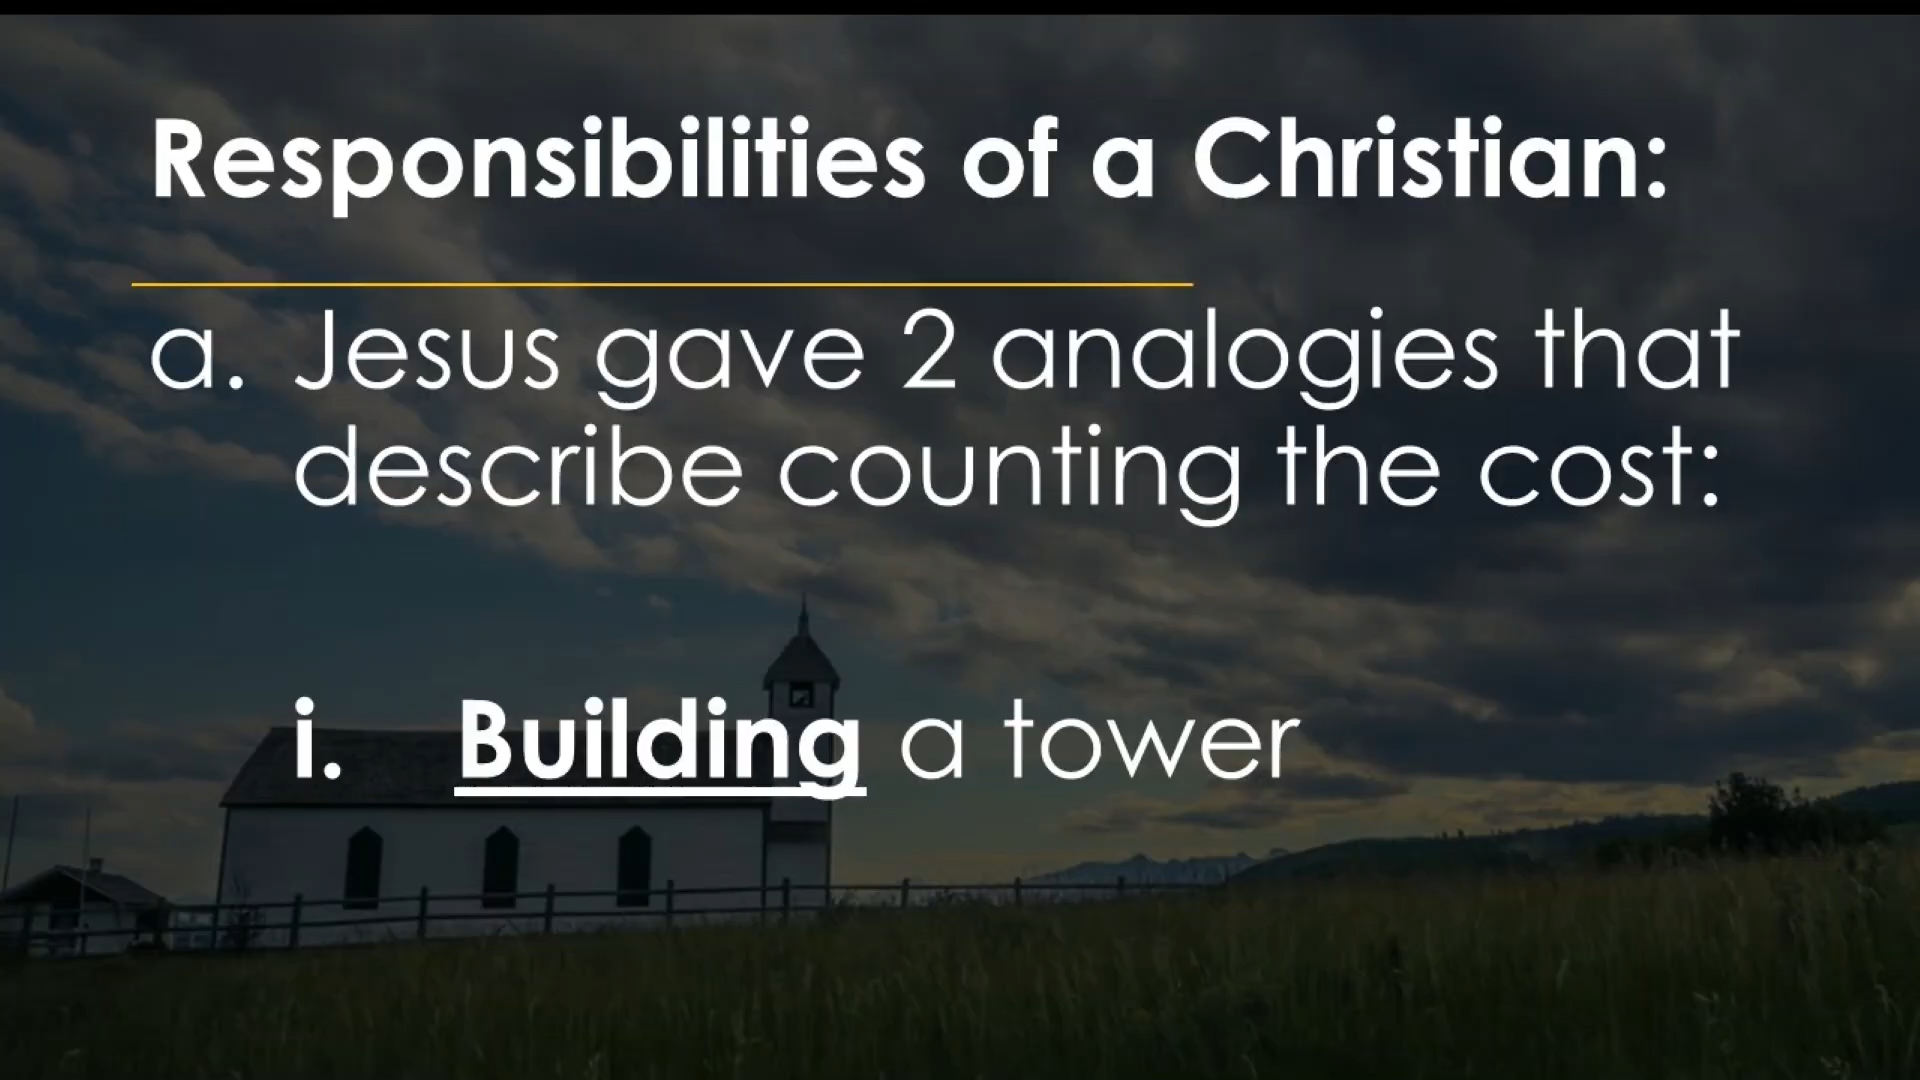 Responsibilities of a Christian:
a. Jesus gave 2 analogies that
describe counting the cost:
i. Building a tower